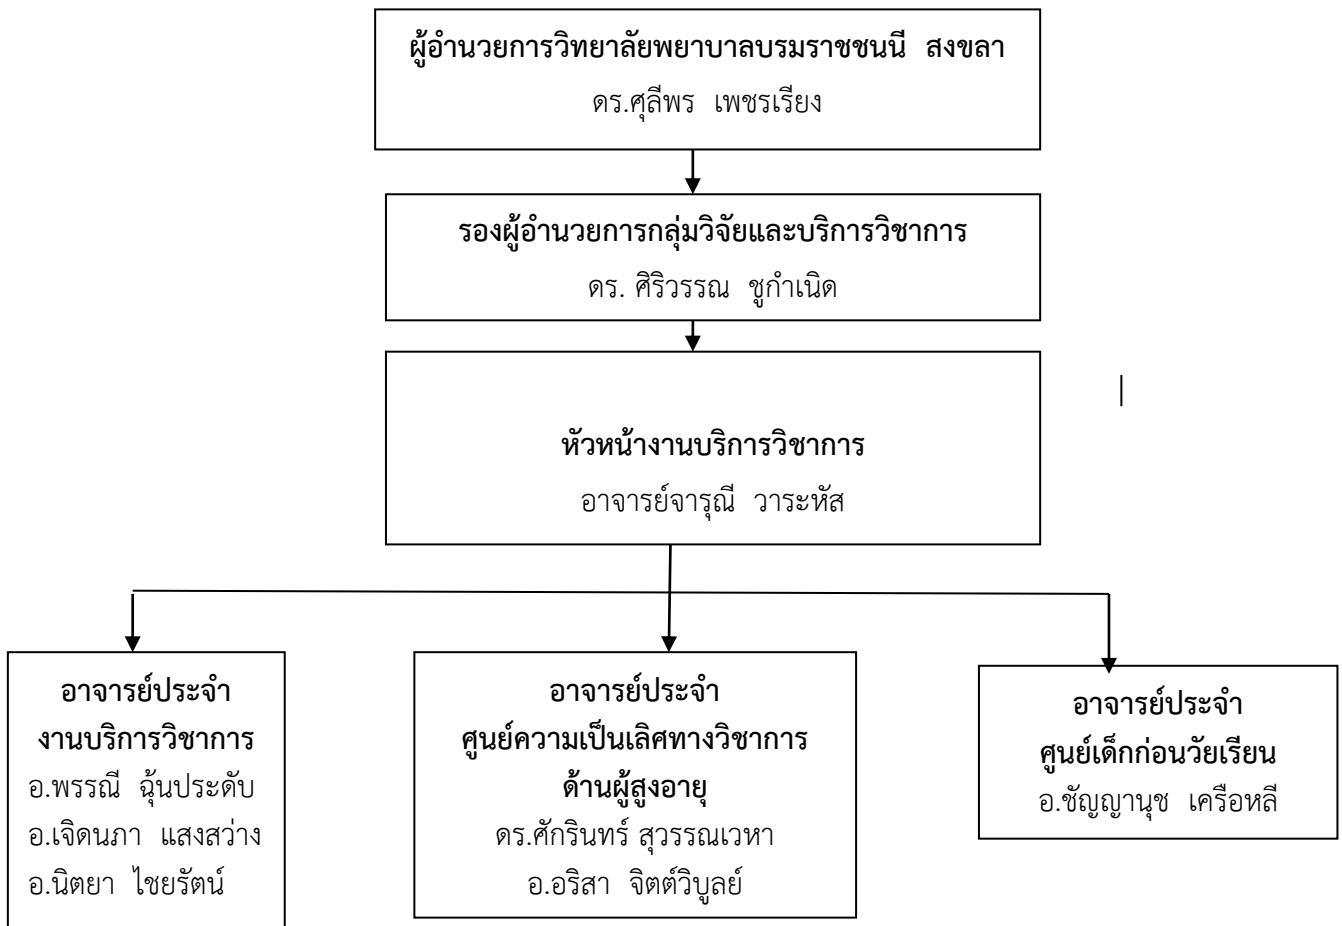 ผู้อำนวยการวิทยาลัยพยาบาลบรมราชชนนี สงขลา
ดร.ศุลีพร เพชรเรียง
รองผู้อำนวยการกลุ่มวิจัยและบริการวิชาการ
ดร. ศิริวรรณ ชูกำเนิด
หัวหน้างานบริการวิชาการ
อาจารย์จารุณี วาระหัส
อาจารย์ประจำ
งานบริการวิชาการ
อ.พรรณี ฉุ้นประดับ
อ.เจิดนภา แสงสว่าง
อ.นิตยา ไชยรัตน์
อาจารย์ประจำ
ศูนย์ความเป็นเลิศทางวิชาการ
ด้านผู้สูงอายุ
ดร.ศักรินทร์ สุวรรณเวหา
อ.อริสา จิตต์วิบูลย์
อาจารย์ประจำ
ศูนย์เด็กก่อนวัยเรียน
อ.ชัญญานุช เครือหลี